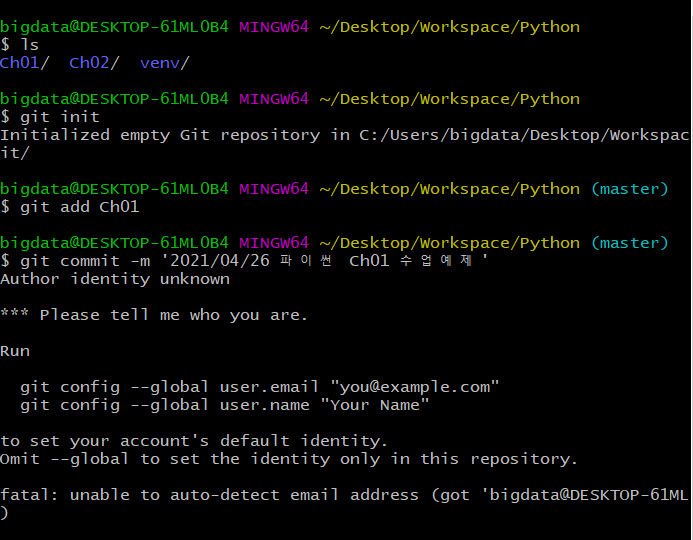 bigdata@DESKTOP-61ML0B4 MINGW64 ~/Desktop/Workspace/Python
$ ls
Ch01/  Ch02/  venv/
bigdata@DESKTOP-61ML0B4 MINGW64 ~/Desktop/Workspace/Python
$ git init
Initialized empty Git repository in C:/Users/bigdata/Desktop/Workspac
it/
bigdata@DESKTOP-61ML0B4 MINGW64 ~/Desktop/Workspace/Python (master)
$ git add Ch01
bigdata@DESKTOP-61ML0B4 MINGW64 ~/Desktop/Workspace/Python (master)
$ git commit -m '2021/04/26 파이썬 Ch01 수업예제'
Author identity unknown
*** Please tell me who you are.
Run
  git config --global user.email "you@example.com"
  git config --global user.name "Your Name"
to set your account's default identity.
Omit --global to set the identity only in this repository.
fatal: unable to auto-detect email address (got 'bigdata@DESKTOP-61ML
)